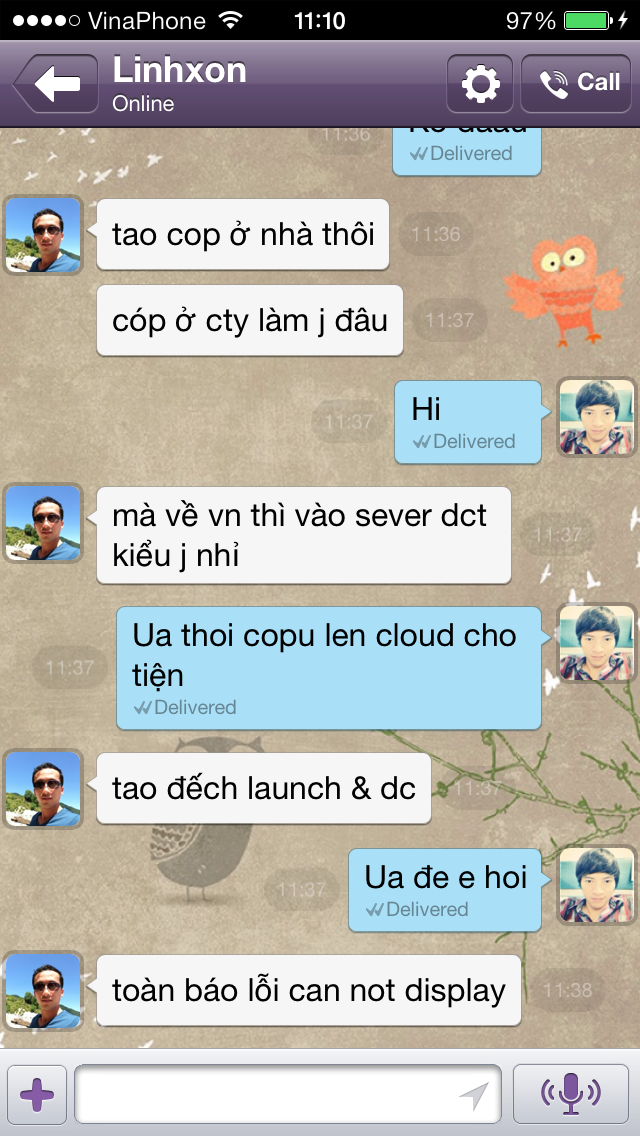 VinaPhone 11:10 97%
Linhxon
Online
Call
11:36
Delivered
tao cop ở nhà thôi
11:36
cóp ở cty làm j đâu
11:37
Hi
11:37
Delivered
mà về vn thì vào sever dct
kiểu j nhỉ
11:37
Ua thoi copu len cloud cho
tiện
11:37
Delivered
tao đếch launch & dc
11:37
Ua đe e hoi
11:37
Delivered
toàn báo lỗi can not display
11:38